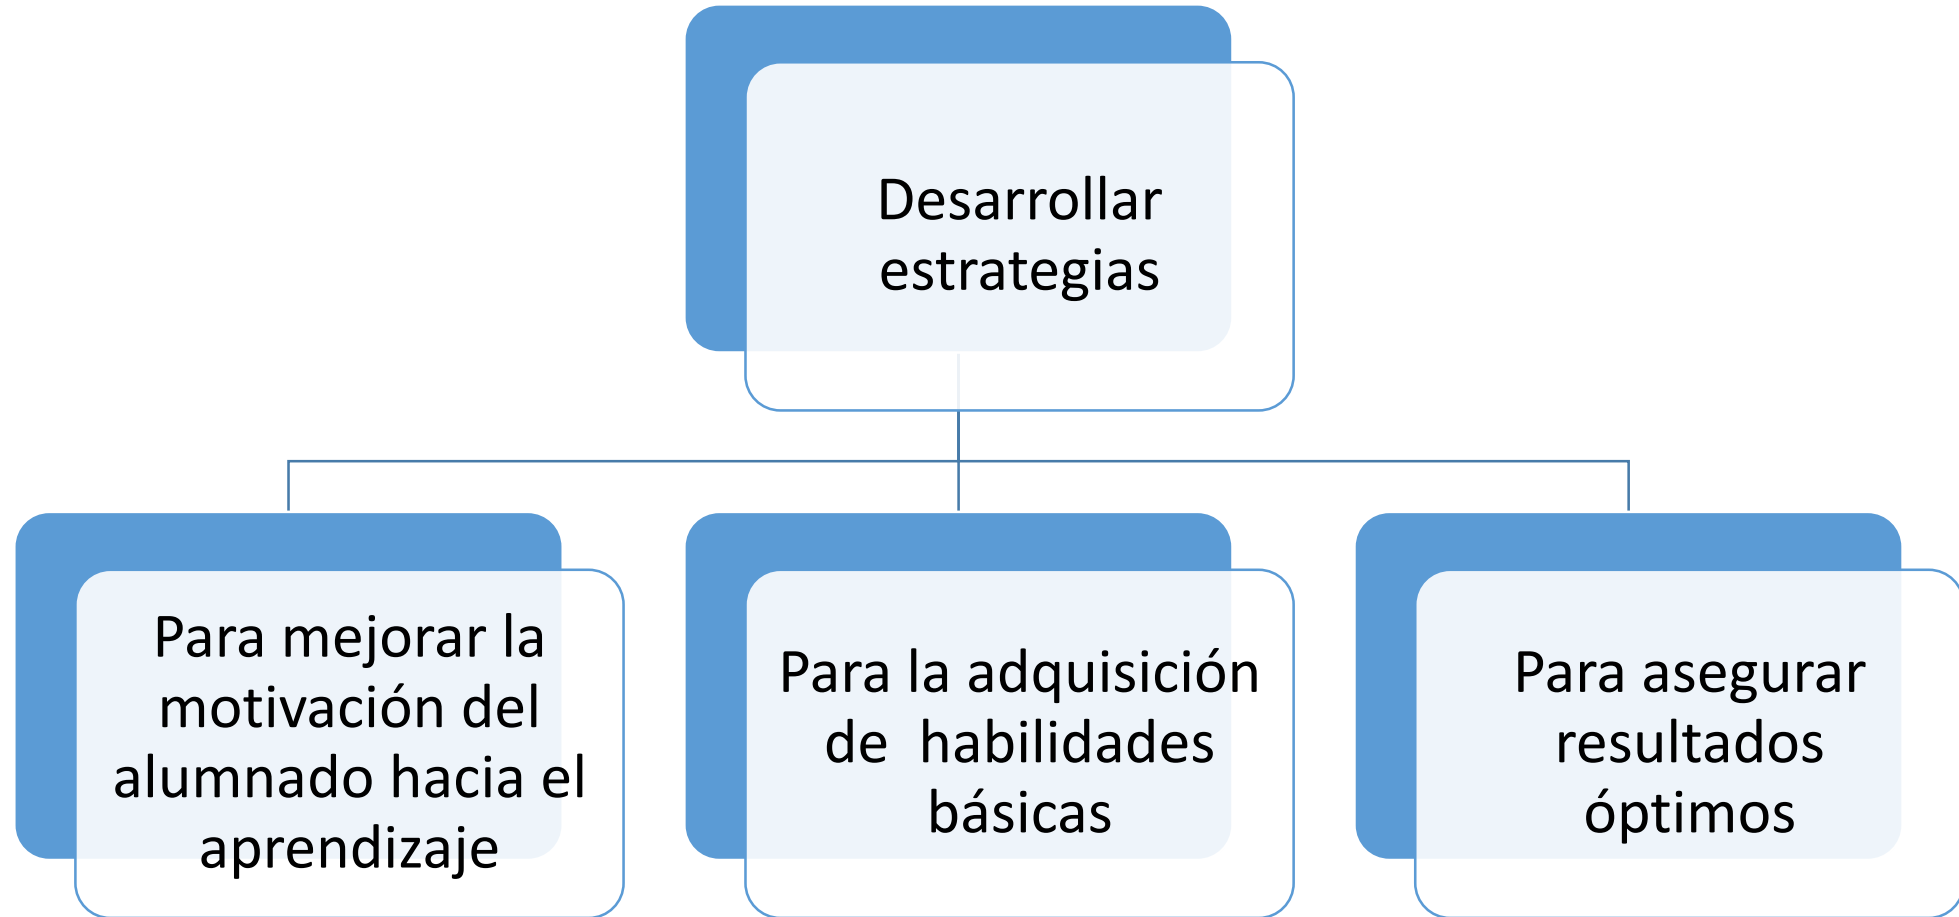 Desarrollar
estrategias
Para mejorar la
motivación del
alumnado hacia el
aprendizaje
Para la adquisición
de  habilidades
básicas
Para asegurar
resultados
óptimos